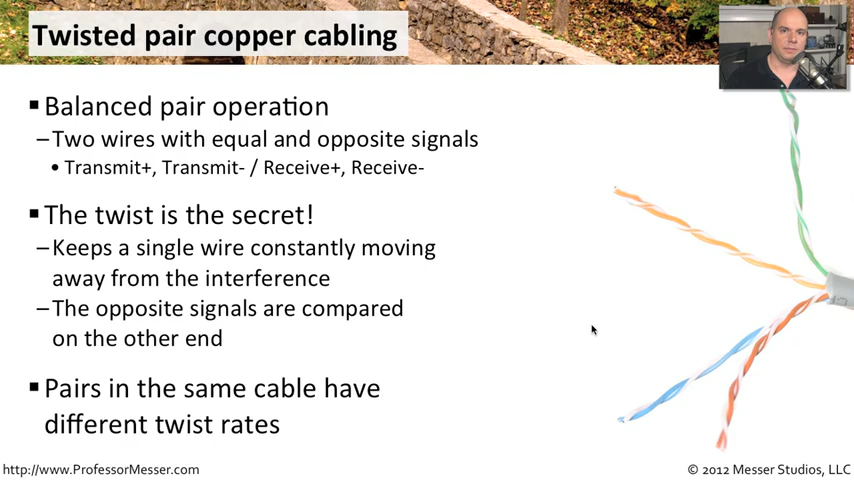 Twisted pair copper cabling
▪ Balanced pair operation
– Two wires with equal and opposite signals
• Transmit+, Transmit- / Receive+, Receive-
▪ The twist is the secret!
– Keeps a single wire constantly moving
away from the interference
– The opposite signals are compared
on the other end
▪ Pairs in the same cable have
different twist rates
http://www.ProfessorMesser.com
© 2012 Messer Studios, LLC